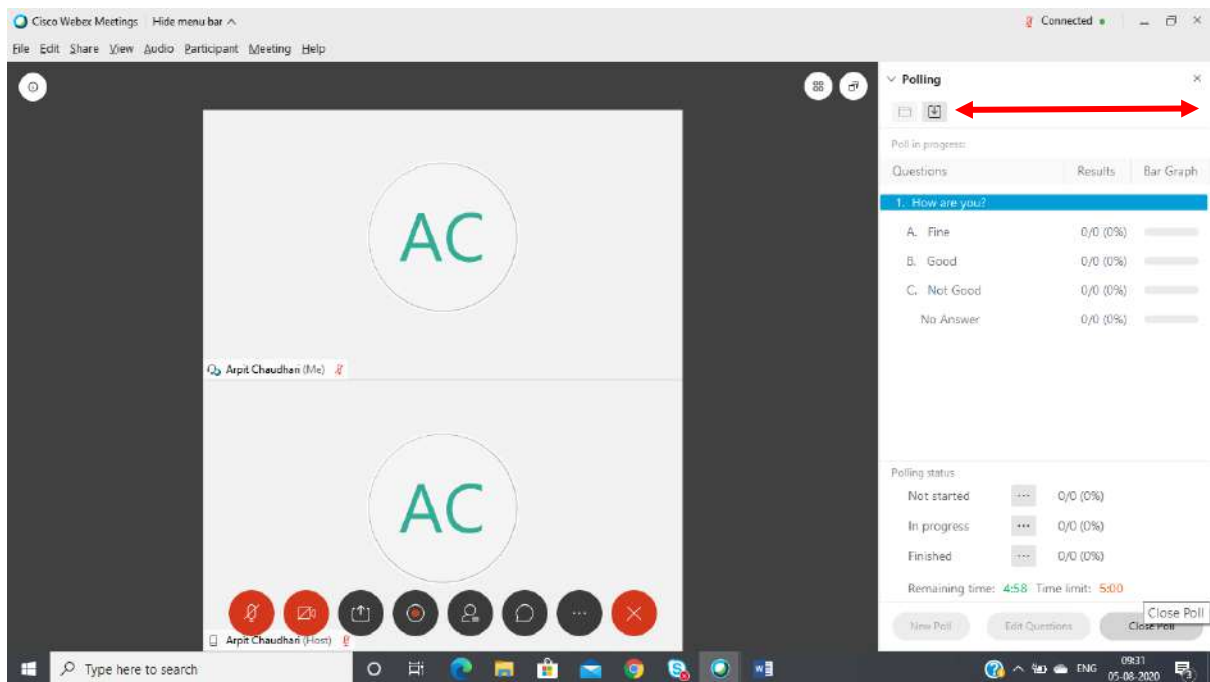 Cisco Webex Meetings Hide menu bar
Connected
File Edit Share View Audio Participant Meeting Help
Polling
Poll in progress:
Questions Results Bar Graph
1. How are you?
A. Fine 0/0 (0%)
B. Good 0/0 (0%)
C. Not Good 0/0 (0%)
No Answer 0/0 (0%)
AC
Arpit Chaudhari (Me)
AC
Arpit Chaudhari (Host)
Polling status
Not started ... 0/0 (0%)
In progress ... 0/0 (0%)
Finished ... 0/0 (0%)
Remaining time: 4:58 Time limit: 5:00
Close Poll
New Poll Edit Questions Close Poll
Type here to search
ENG
09:31
05-08-2020
3